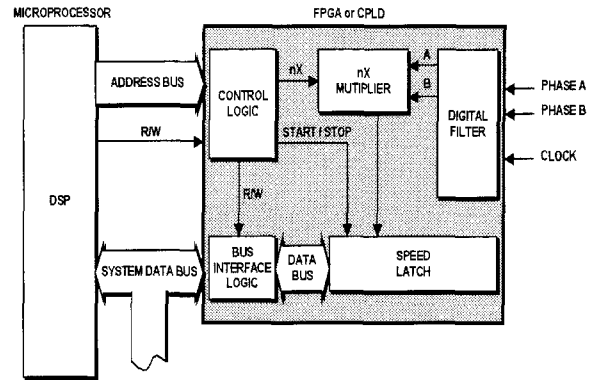 MICROPROCESSOR
FPGA or CPLD
ADDRESS BUS
R/W
DSP
SYSTEM DATA BUS
CONTROL
LOGIC
nX
nX
MUTIPLIER
A
B
DIGITAL
FILTER
PHASE A
PHASE B
CLOCK
START / STOP
R/W
BUS
INTERFACE
LOGIC
DATA
BUS
SPEED
LATCH